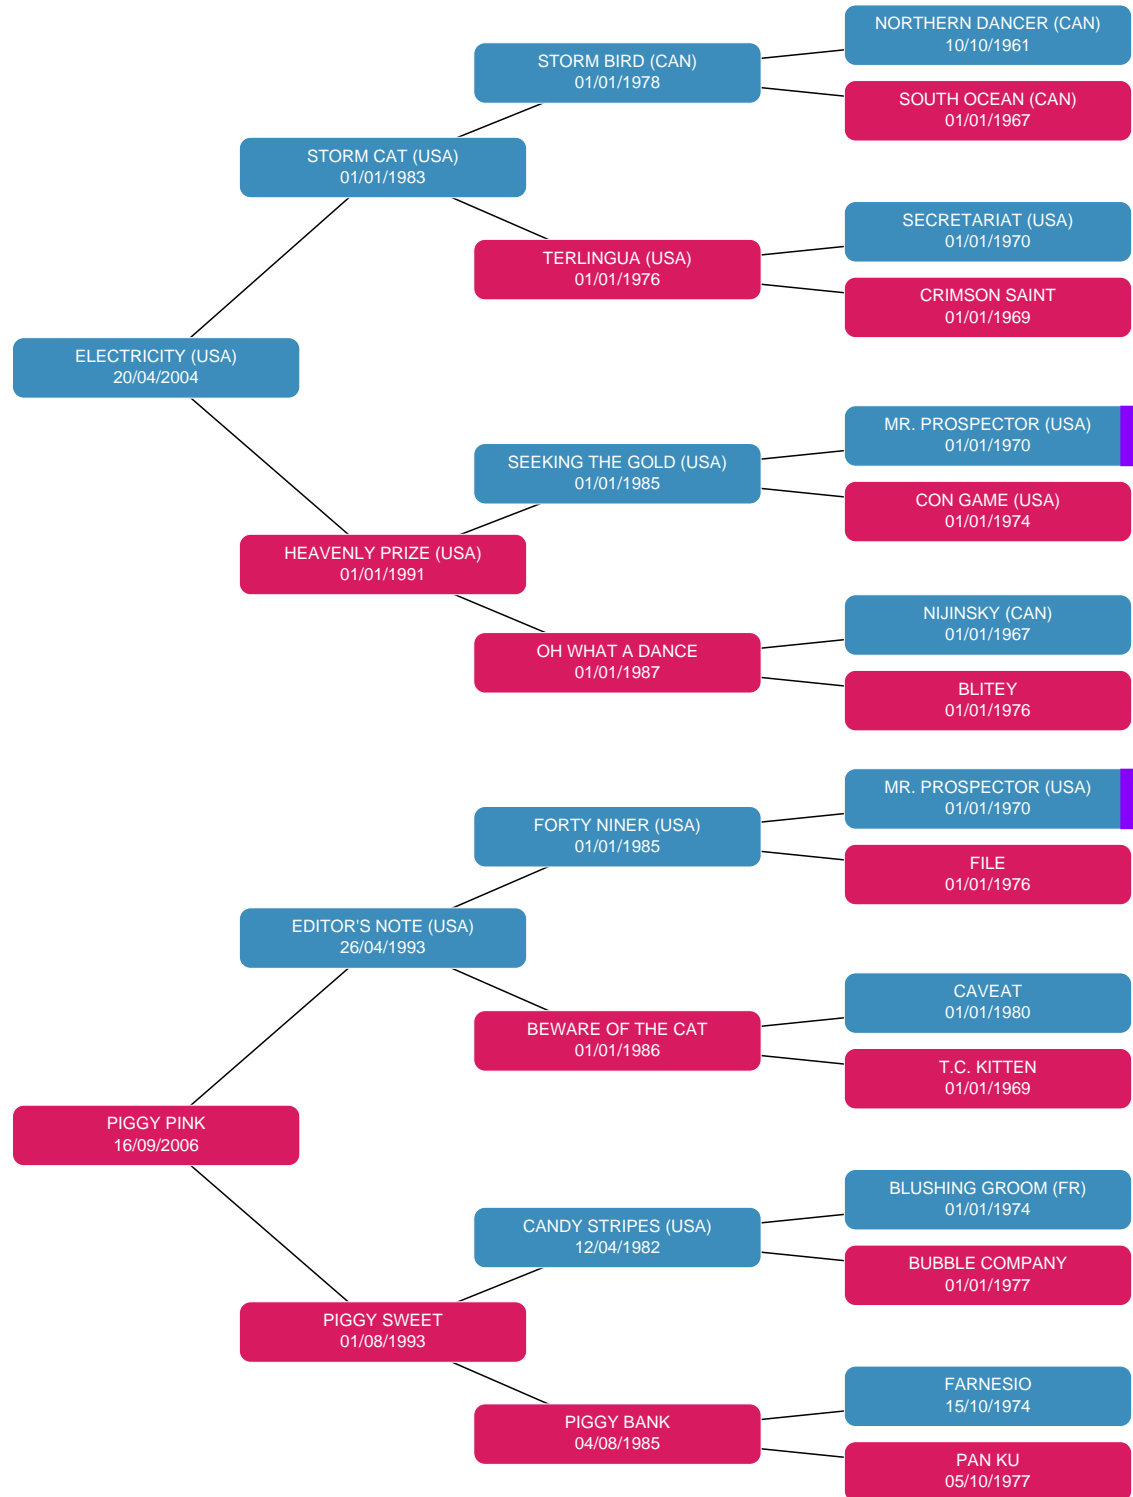 NORTHERN DANCER (CAN)
10/10/1961
STORM BIRD (CAN)
01/01/1978
SOUTH OCEAN (CAN)
01/01/1967
STORM CAT (USA)
01/01/1983
SECRETARIAT (USA)
01/01/1970
TERLINGUA (USA)
01/01/1976
CRIMSON SAINT
01/01/1969
ELECTRICITY (USA)
20/04/2004
MR. PROSPECTOR (USA)
01/01/1970
SEEKING THE GOLD (USA)
01/01/1985
CON GAME (USA)
01/01/1974
HEAVENLY PRIZE (USA)
01/01/1991
NIJINSKY (CAN)
01/01/1967
OH WHAT A DANCE
01/01/1987
BLITEY
01/01/1976
MR. PROSPECTOR (USA)
01/01/1970
FORTY NINER (USA)
01/01/1985
FILE
01/01/1976
EDITOR'S NOTE (USA)
26/04/1993
CAVEAT
01/01/1980
BEWARE OF THE CAT
01/01/1986
T.C. KITTEN
01/01/1969
PIGGY PINK
16/09/2006
BLUSHING GROOM (FR)
01/01/1974
CANDY STRIPES (USA)
12/04/1982
BUBBLE COMPANY
01/01/1977
PIGGY SWEET
01/08/1993
FARNESIO
15/10/1974
PIGGY BANK
04/08/1985
PAN KU
05/10/1977